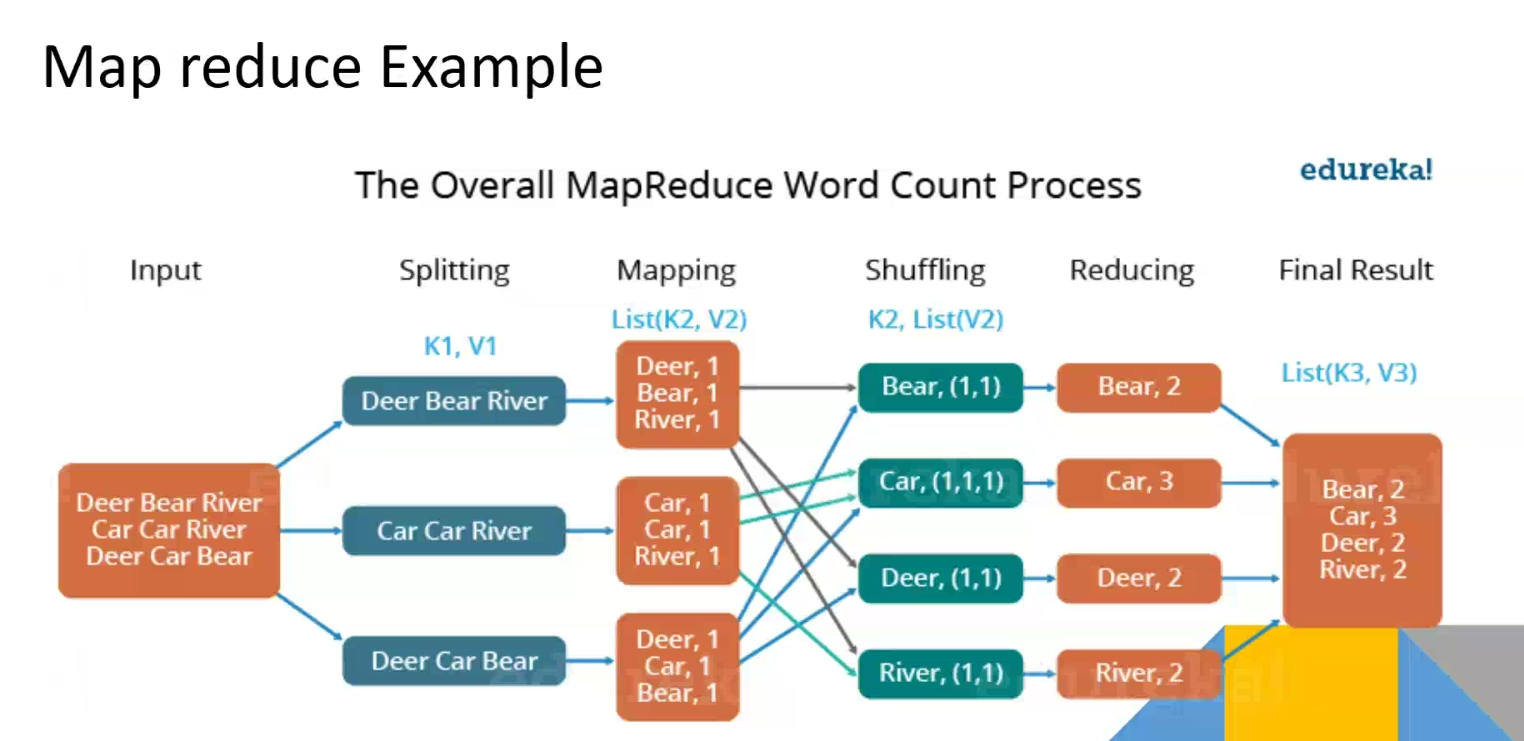 Map reduce Example
The Overall MapReduce Word Count Process
edureka!
Input
Splitting
Mapping
Shuffling
Reducing
Final Result
K1, V1
List(K2, V2)
K2, List(V2)
List(K3, V3)
Deer Bear River
Car Car River
Deer Car Bear
Deer Bear River
Car Car River
Deer Car Bear
Deer, 1
Bear, 1
River, 1
Car, 1
Car, 1
River, 1
Deer, 1
Car, 1
Bear, 1
Bear, (1,1)
Car, (1,1,1)
Deer, (1,1)
River, (1,1)
Bear, 2
Car, 3
Deer, 2
River, 2
Bear, 2
Car, 3
Deer, 2
River, 2